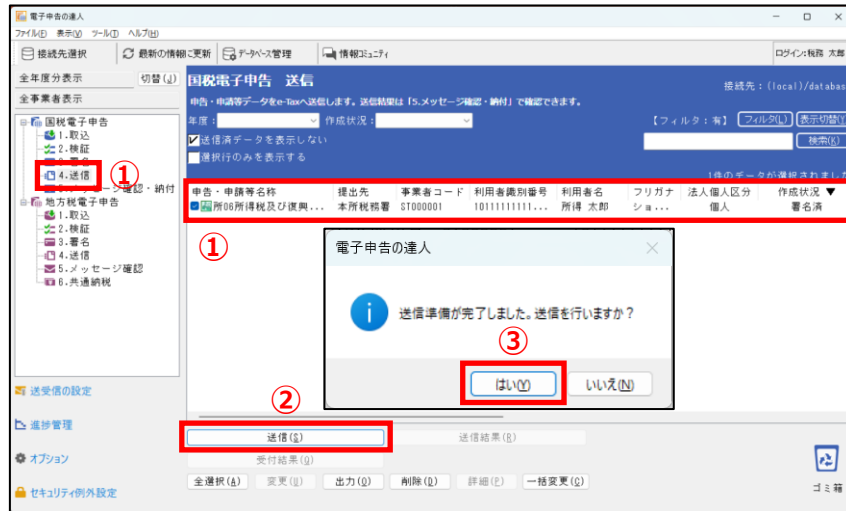 電子申告の達人
ファイル(F) 表示(V) ツール(T) ヘルプ(H)
接続先選択 最新の情報に更新 データベース管理 情報コミュニティ ログイン:税務 太郎
全年度分表示 切替(J)
全事業者表示
国税電子申告
1.取込
2.検証
4.送信
確認・納付
地方税電子申告
1.取込
2.検証
3.署名
4.送信
5.メッセージ確認
6.共通納税
送受信の設定
進捗管理
オプション
セキュリティ例外設定
①
国税電子申告 送信
接続先:(local)/databas
申告・申請等データをe-Taxへ送信します。送信結果は「5.メッセージ確認・納付」で確認できます。
年度: 作成状況: 【フィルタ:有】 フィルタ(L) 表示切替(Y)
送信済データを表示しない 検索(K)
選択行のみを表示する
1件のデータが選択されました
申告・申請等名称 提出先 事業者コード 利用者識別番号 利用者名 フリガナ 法人個人区分 作成状況 ▼
所06所得税及び復興... 本所税務署 ST000001 10111111111... 所得 太郎 ショ... 個人 署名済
①
電子申告の達人
送信準備が完了しました。送信を行いますか?
③
はい(Y) いいえ(N)
②
送信(S) 送信結果(R)
受付結果(Q)
全選択(A) 変更(U) 出力(O) 削除(D) 詳細(P) 一括変更(C)
ゴミ箱